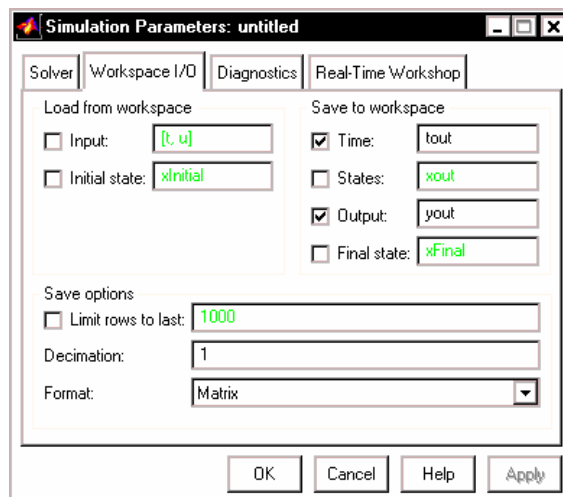 Simulation Parameters: untitled
Solver Workspace I/O Diagnostics Real-Time Workshop
Load from workspace
Input: [t, u]
Initial state: xInitial
Save to workspace
Time: tout
States: xout
Output: yout
Final state: xFinal
Save options
Limit rows to last: 1000
Decimation: 1
Format: Matrix
OK Cancel Help Apply